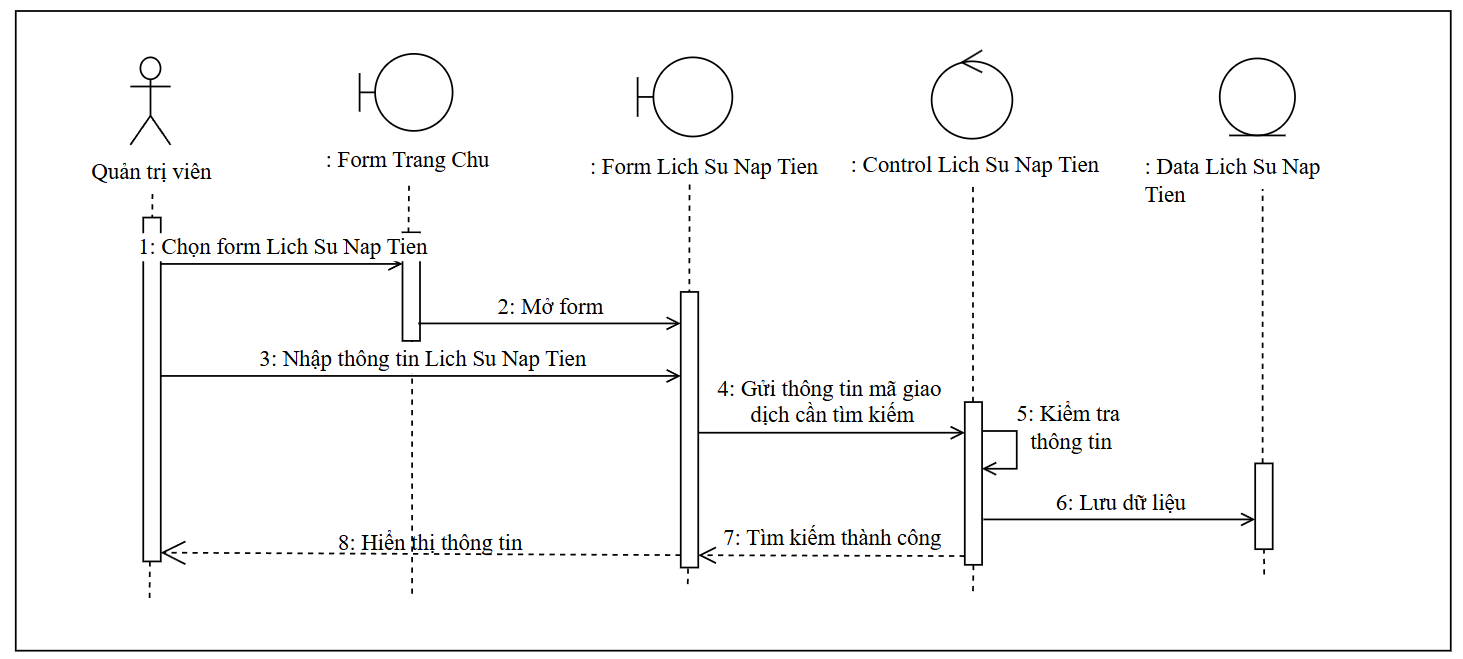 Quản trị viên
: Form Trang Chu
: Form Lich Su Nap Tien
: Control Lich Su Nap Tien
: Data Lich Su Nap
Tien
1: Chọn form Lich Su Nap Tien
2: Mở form
3: Nhập thông tin Lich Su Nap Tien
4: Gửi thông tin mã giao
dịch cần tìm kiếm
5: Kiểm tra
thông tin
6: Lưu dữ liệu
7: Tìm kiếm thành công
8: Hiển thị thông tin